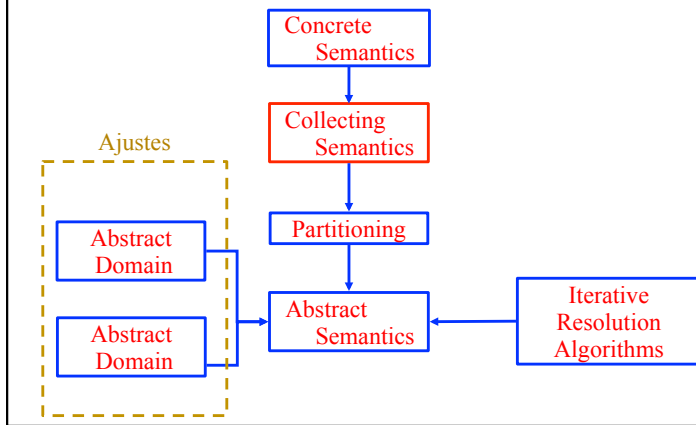 Concrete
Semantics
Collecting
Semantics
Ajustes
Partitioning
Abstract
Domain
Abstract
Domain
Abstract
Semantics
Iterative
Resolution
Algorithms